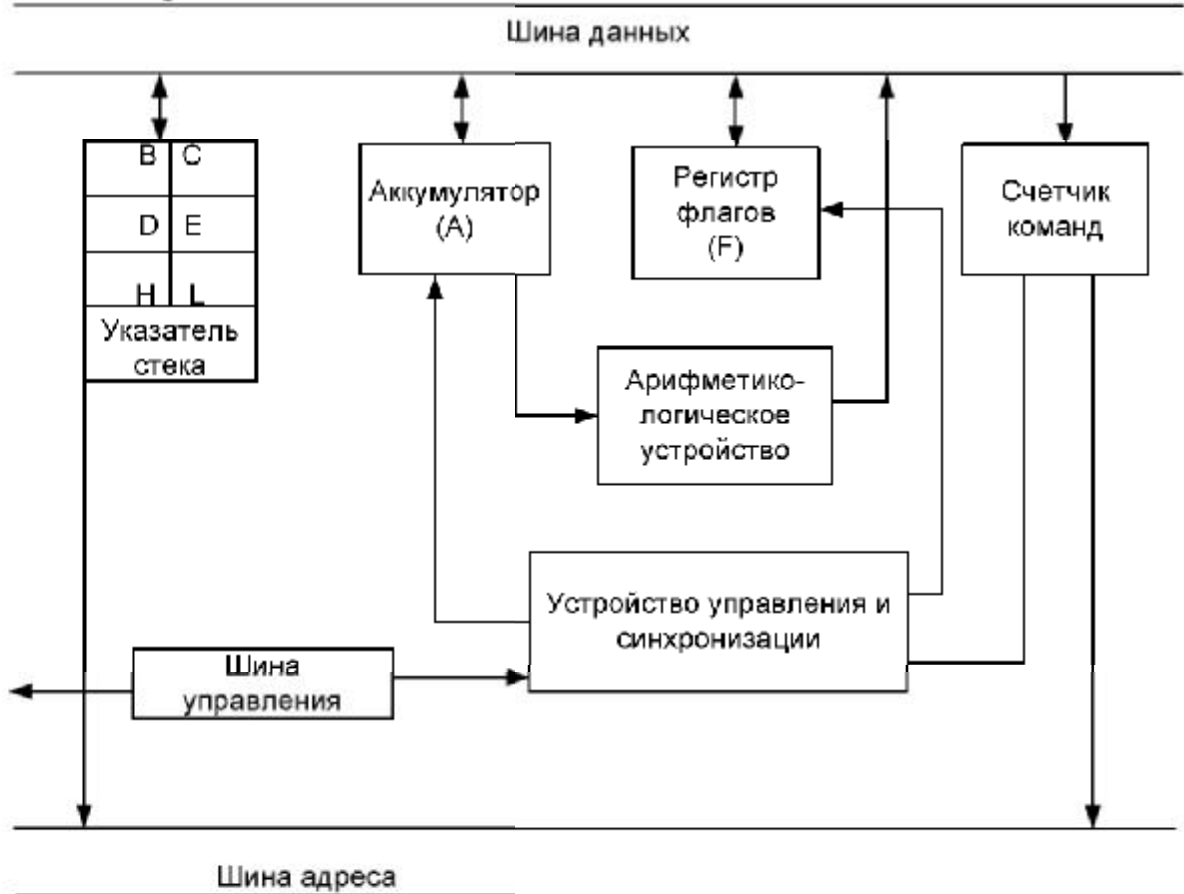 Шина данных
B C
D E
H L
Указатель
стека
Аккумулятор
(A)
Регистр
флагов
(F)
Счетчик
команд
Арифметико-
логическое
устройство
Устройство управления и
синхронизации
Шина
управления
Шина адреса